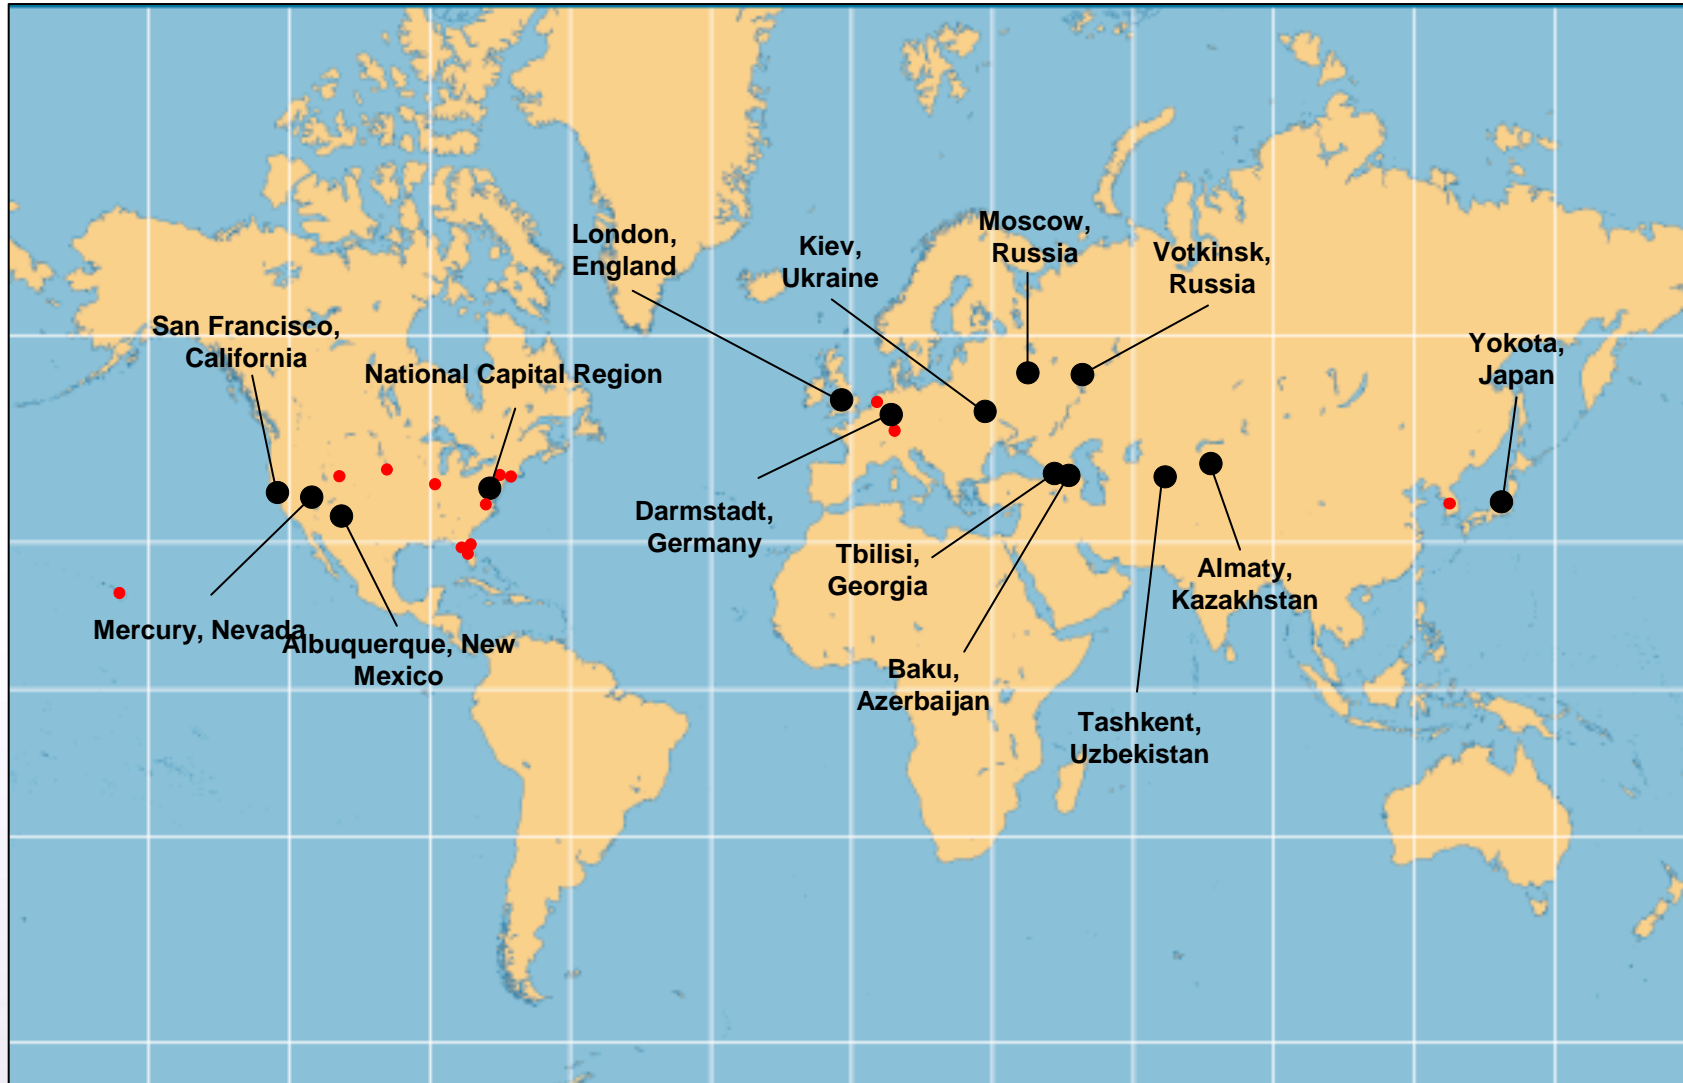 Moscow,
Russia
London,
England
Kiev,
Ukraine
Votkinsk,
Russia
San Francisco,
California
National Capital Region
Yokota,
Japan
Darmstadt,
Germany
Tbilisi,
Georgia
Almaty,
Kazakhstan
Mercury, Nevada
Albuquerque, New
Mexico
Baku,
Azerbaijan
Tashkent,
Uzbekistan